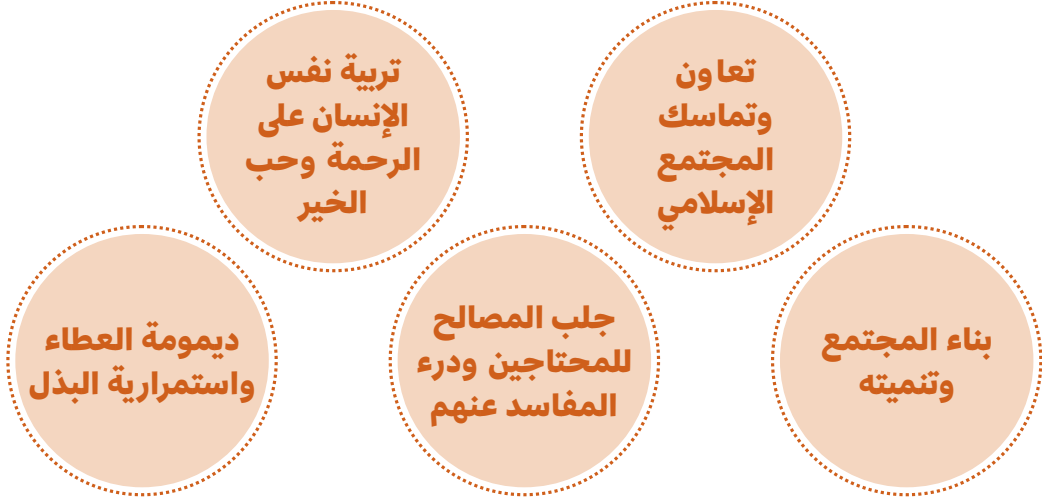 تعاون
وتماسك
المجتمع
الإسلامي
تربية نفس
الإنسان على
الرحمة وحب
الخير
بناء المجتمع
وتنميته
جلب المصالح
للمحتاجين ودرء
المفاسد عنهم
ديمومة العطاء
واستمرارية البذل